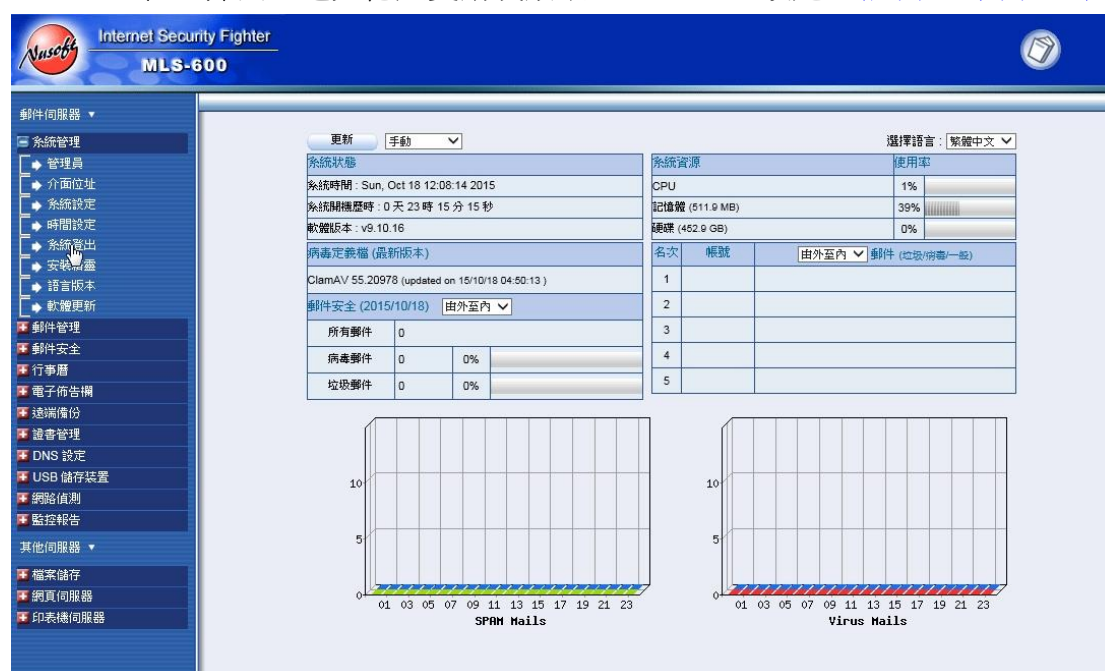 Nusoft
Internet Security Fighter
MLS-600
郵件伺服器 ▼
系統管理
管理員
介面位址
系統設定
時間設定
系統登出
安裝精靈
語言版本
軟體更新
郵件管理
郵件安全
行事曆
電子佈告欄
遠端備份
證書管理
DNS 設定
USB 儲存裝置
網路偵測
監控報告
其他伺服器 ▼
檔案儲存
網頁伺服器
印表機伺服器
更新 手動
選擇語言 : 繁體中文
系統狀態
系統時間 : Sun, Oct 18 12:08:14 2015
系統開機歷時 : 0 天 23 時 15 分 15 秒
軟體版本 : v9.10.16
系統資源 使用率
CPU 1%
記憶體 (511.9 MB) 39%
硬碟 (452.9 GB) 0%
病毒定義檔 (最新版本)
ClamAV 55.20978 (updated on 15/10/18 04:50:13 )
郵件安全 (2015/10/18) 由外至內
所有郵件 0
病毒郵件 0 0%
垃圾郵件 0 0%
名次 帳號 由外至內 郵件 (垃圾/病毒/一般)
1
2
3
4
5
10
5
0
01 03 05 07 09 11 13 15 17 19 21 23
SPAM Mails
10
5
0
01 03 05 07 09 11 13 15 17 19 21 23
Virus Mails